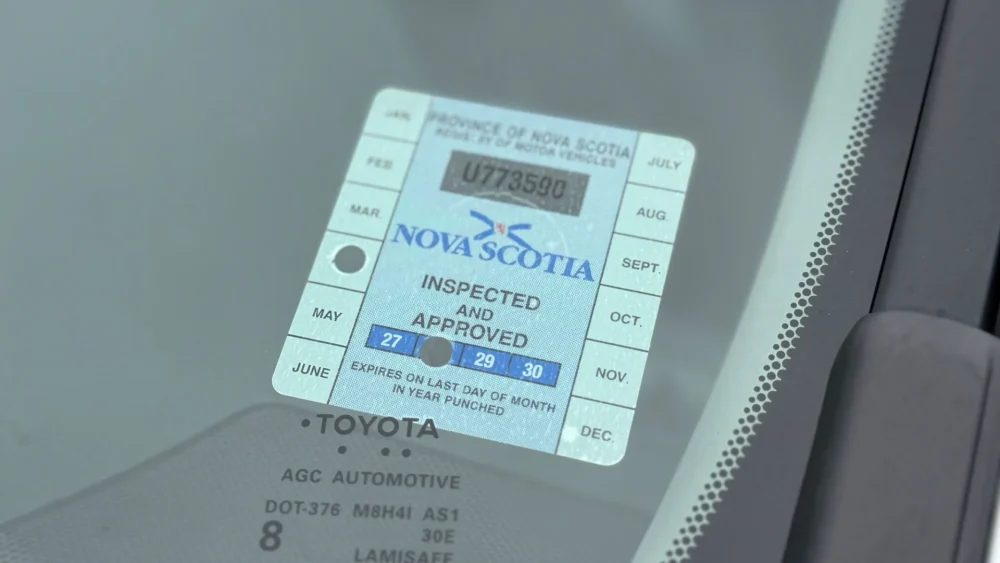 PROVINCE OF NOVA SCOTIA
REGISTRY OF MOTOR VEHICLES
U773590
NOVA SCOTIA
INSPECTED
AND
APPROVED
27 29 30
EXPIRES ON LAST DAY OF MONTH
IN YEAR PUNCHED
JAN.
FEB.
MAR.
MAY
JUNE
JULY
AUG.
SEPT.
OCT.
NOV.
DEC.
TOYOTA
AGC AUTOMOTIVE
DOT-376 M8H4I AS1
8 30E
LAMISAFE